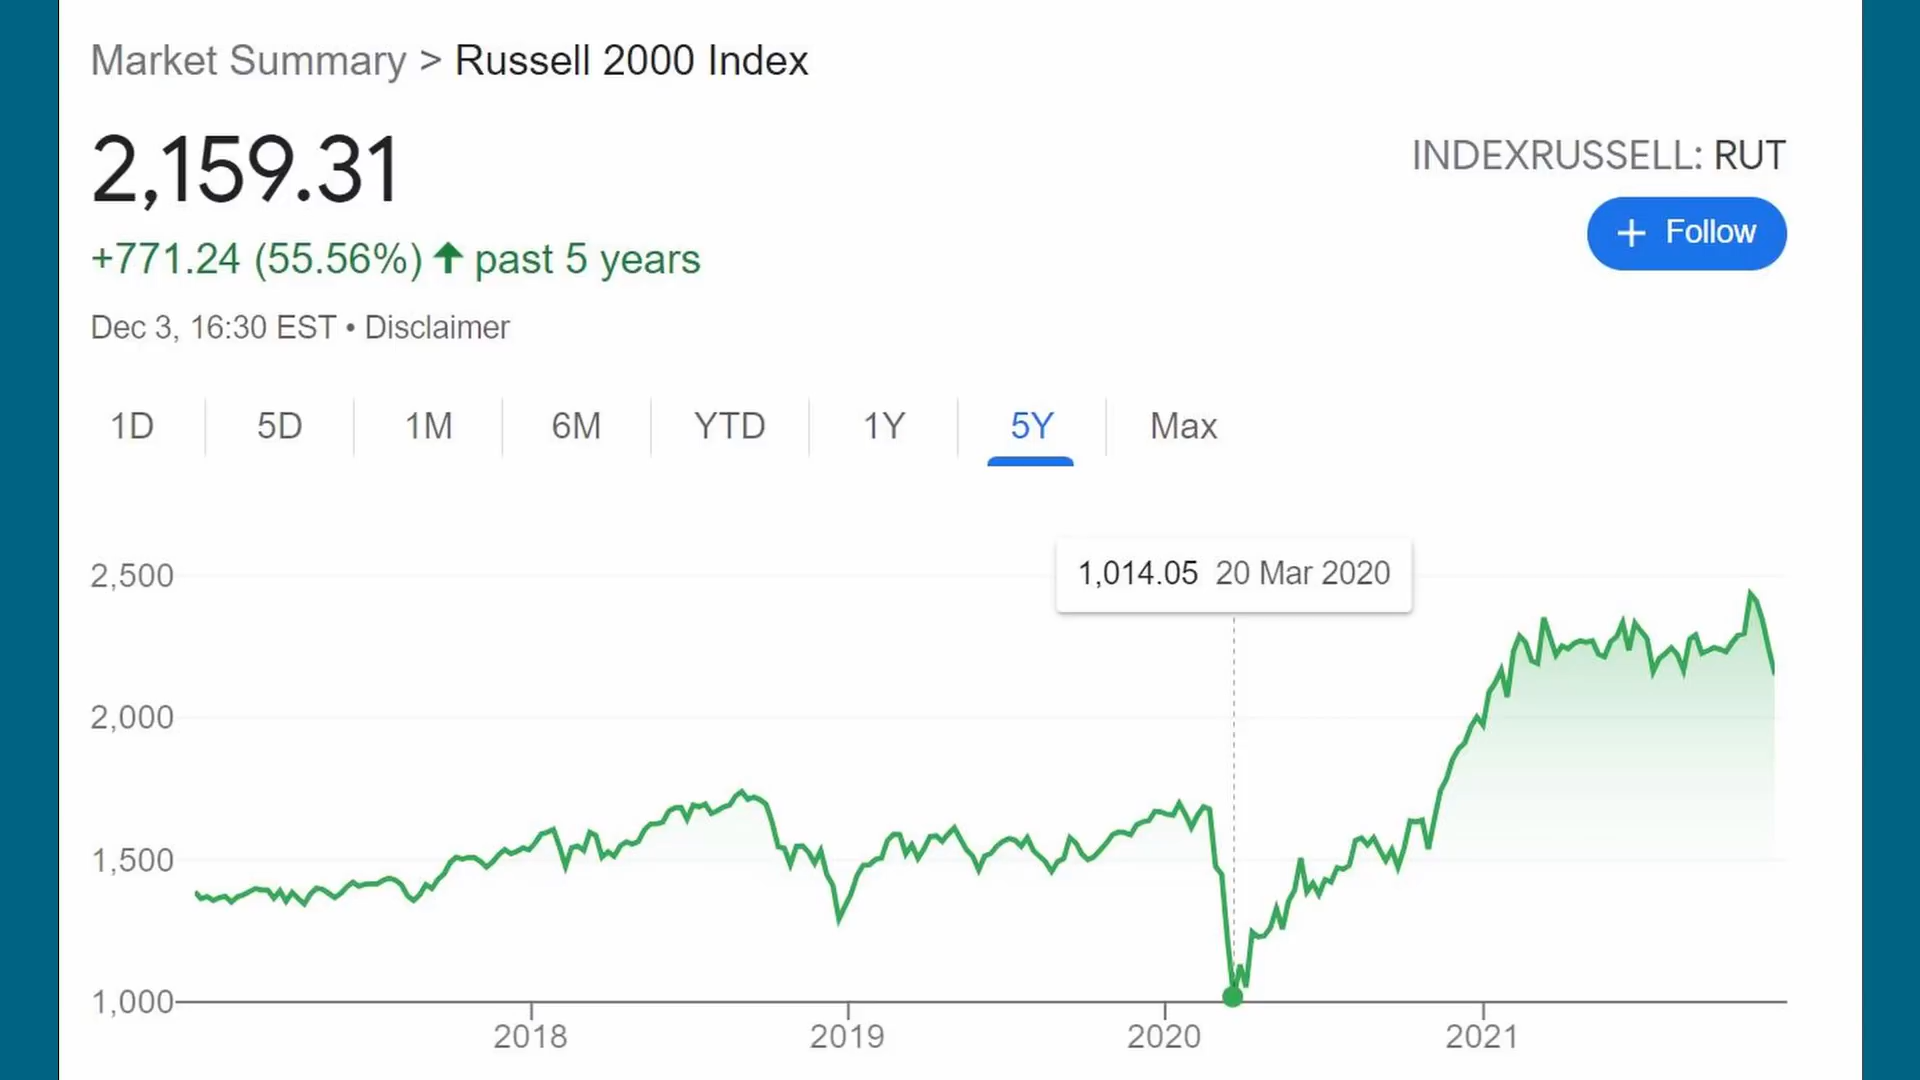 Market Summary > Russell 2000 Index
2,159.31
INDEXRUSSELL: RUT
+ Follow
+771.24 (55.56%) ↑ past 5 years
Dec 3, 16:30 EST • Disclaimer
1D 5D 1M 6M YTD 1Y 5Y Max
1,014.05 20 Mar 2020
2,500
2,000
1,500
1,000
2018 2019 2020 2021